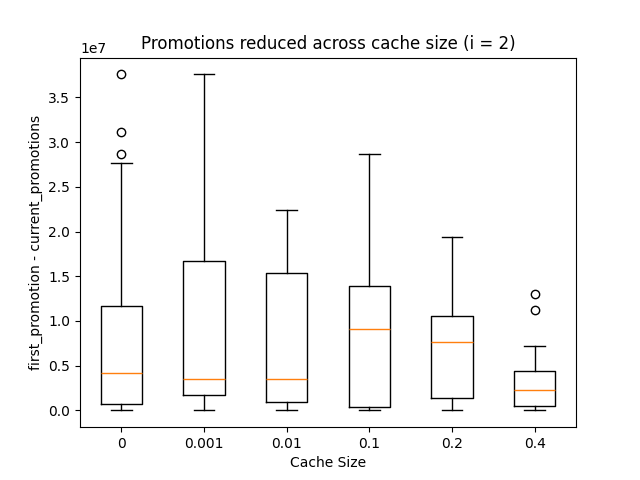 Promotions reduced across cache size (i = 2)
1e7
3.5
3.0
2.5
2.0
1.5
1.0
0.5
0.0
first_promotion - current_promotions
0 0.001 0.01 0.1 0.2 0.4
Cache Size